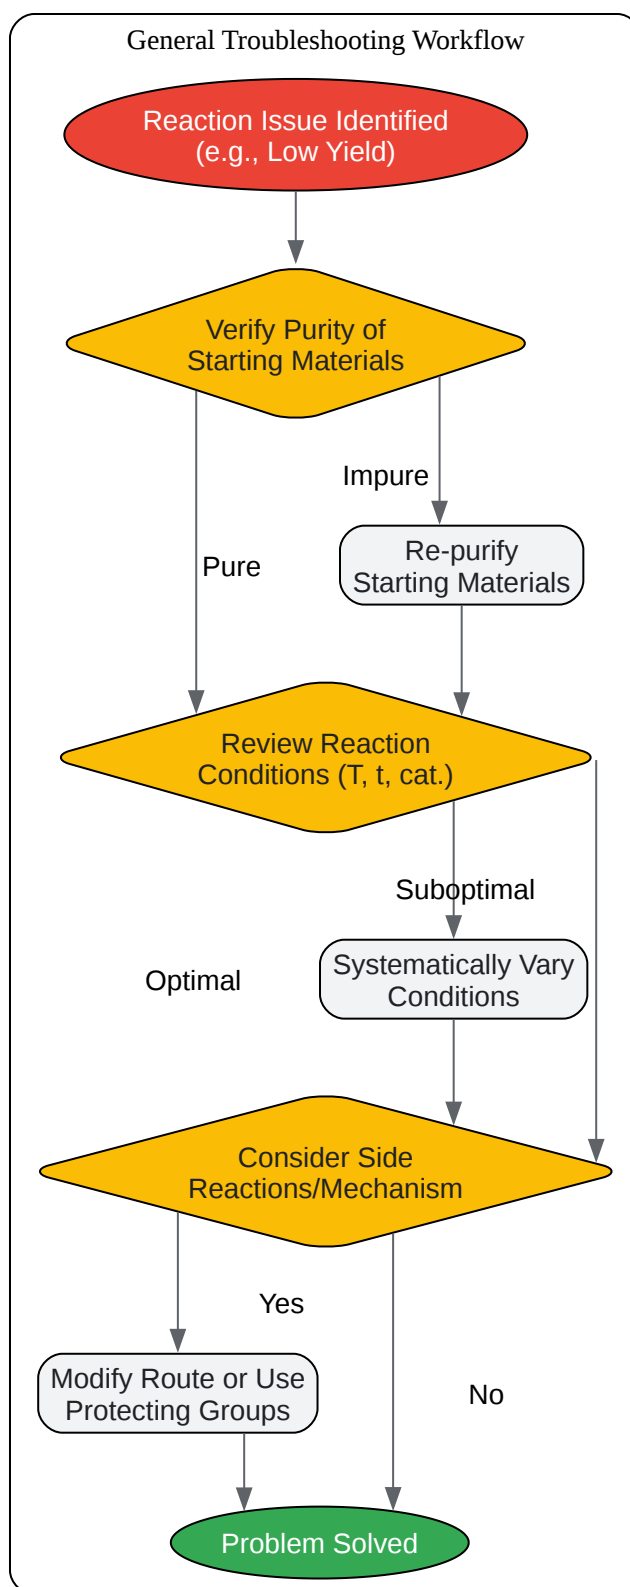 General Troubleshooting Workflow
Reaction Issue Identified
(e.g., Low Yield)
Verify Purity of
Starting Materials
Impure
Pure
Re-purify
Starting Materials
Review Reaction
Conditions (T, t, cat.)
Suboptimal
Optimal
Systematically Vary
Conditions
Consider Side
Reactions/Mechanism
Yes
No
Modify Route or Use
Protecting Groups
Problem Solved